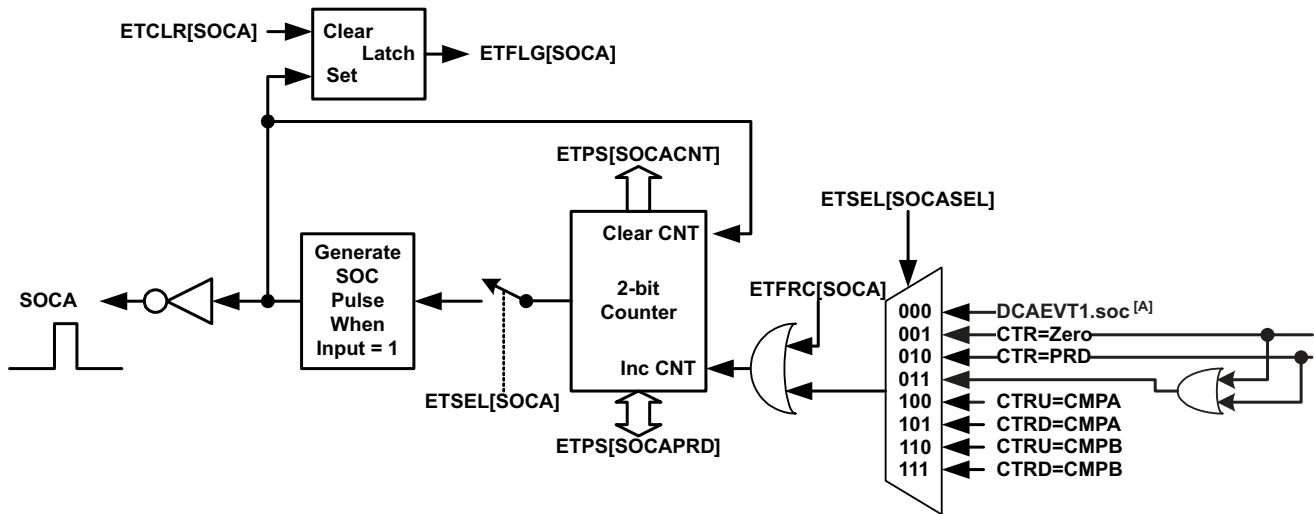 ETCLR[SOCA]
Clear
Latch
Set
ETFLG[SOCA]
ETPS[SOCACNT]
ETSEL[SOCASEL]
Clear CNT
2-bit
Counter
Inc CNT
Generate
SOC
Pulse
When
Input = 1
SOCA
ETSEL[SOCA]
ETPS[SOCAPRD]
ETFRC[SOCA]
000 DCAEVT1.soc [A]
001 CTR=Zero
010 CTR=PRD
011
100 CTRU=CMPA
101 CTRD=CMPA
110 CTRU=CMPB
111 CTRD=CMPB